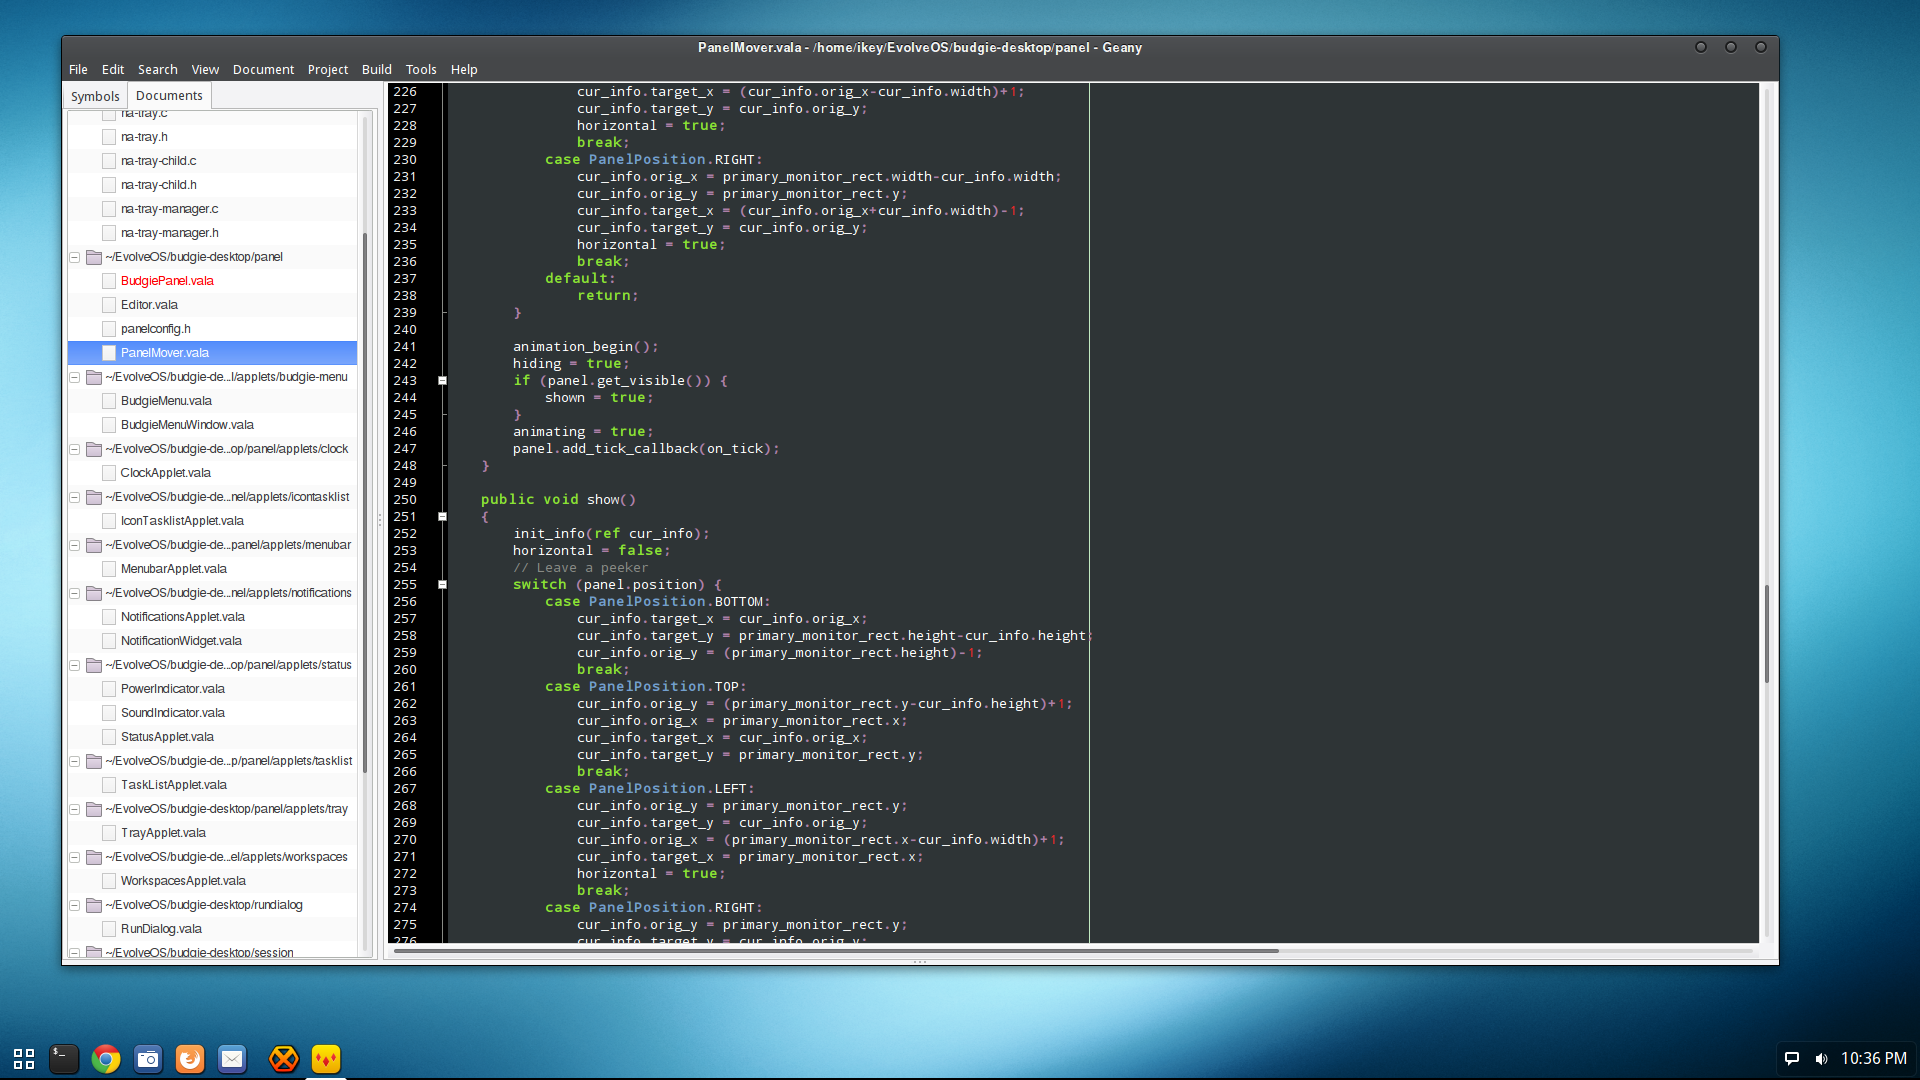 PanelMover.vala - /home/ikey/EvolveOS/budgie-desktop/panel - Geany
File Edit Search View Document Project Build Tools Help
Symbols Documents
na-tray.c
na-tray.h
na-tray-child.c
na-tray-child.h
na-tray-manager.c
na-tray-manager.h
~/EvolveOS/budgie-desktop/panel
BudgiePanel.vala
Editor.vala
panelconfig.h
PanelMover.vala
~/EvolveOS/budgie-de...l/applets/budgie-menu
BudgieMenu.vala
BudgieMenuWindow.vala
~/EvolveOS/budgie-de...op/panel/applets/clock
ClockApplet.vala
~/EvolveOS/budgie-de...nel/applets/icontasklist
IconTasklistApplet.vala
~/EvolveOS/budgie-de...panel/applets/menubar
MenubarApplet.vala
~/EvolveOS/budgie-de...nel/applets/notifications
NotificationsApplet.vala
NotificationWidget.vala
~/EvolveOS/budgie-de...op/panel/applets/status
PowerIndicator.vala
SoundIndicator.vala
StatusApplet.vala
~/EvolveOS/budgie-de...p/panel/applets/tasklist
TaskListApplet.vala
~/EvolveOS/budgie-desktop/panel/applets/tray
TrayApplet.vala
~/EvolveOS/budgie-de...el/applets/workspaces
WorkspacesApplet.vala
~/EvolveOS/budgie-desktop/rundialog
RunDialog.vala
~/EvolveOS/budgie-desktop/session
226 cur_info.target_x = (cur_info.orig_x-cur_info.width)+1;
227 cur_info.target_y = cur_info.orig_y;
228 horizontal = true;
229 break;
230 case PanelPosition.RIGHT:
231 cur_info.orig_x = primary_monitor_rect.width-cur_info.width;
232 cur_info.orig_y = primary_monitor_rect.y;
233 cur_info.target_x = (cur_info.orig_x+cur_info.width)-1;
234 cur_info.target_y = cur_info.orig_y;
235 horizontal = true;
236 break;
237 default:
238 return;
239 }
240
241 animation_begin();
242 hiding = true;
243 if (panel.get_visible()) {
244 shown = true;
245 }
246 animating = true;
247 panel.add_tick_callback(on_tick);
248 }
249
250 public void show()
251 {
252 init_info(ref cur_info);
253 horizontal = false;
254 // Leave a peeker
255 switch (panel.position) {
256 case PanelPosition.BOTTOM:
257 cur_info.target_x = cur_info.orig_x;
258 cur_info.target_y = primary_monitor_rect.height-cur_info.height;
259 cur_info.orig_y = (primary_monitor_rect.height)-1;
260 break;
261 case PanelPosition.TOP:
262 cur_info.orig_y = (primary_monitor_rect.y-cur_info.height)+1;
263 cur_info.orig_x = primary_monitor_rect.x;
264 cur_info.target_x = cur_info.orig_x;
265 cur_info.target_y = primary_monitor_rect.y;
266 break;
267 case PanelPosition.LEFT:
268 cur_info.orig_y = primary_monitor_rect.y;
269 cur_info.target_y = cur_info.orig_y;
270 cur_info.orig_x = (primary_monitor_rect.x-cur_info.width)+1;
271 cur_info.target_x = primary_monitor_rect.x;
272 horizontal = true;
273 break;
274 case PanelPosition.RIGHT:
275 cur_info.orig_y = primary_monitor_rect.y;
276 cur_info.target_y = cur_info.orig_y;
$_
10:36 PM